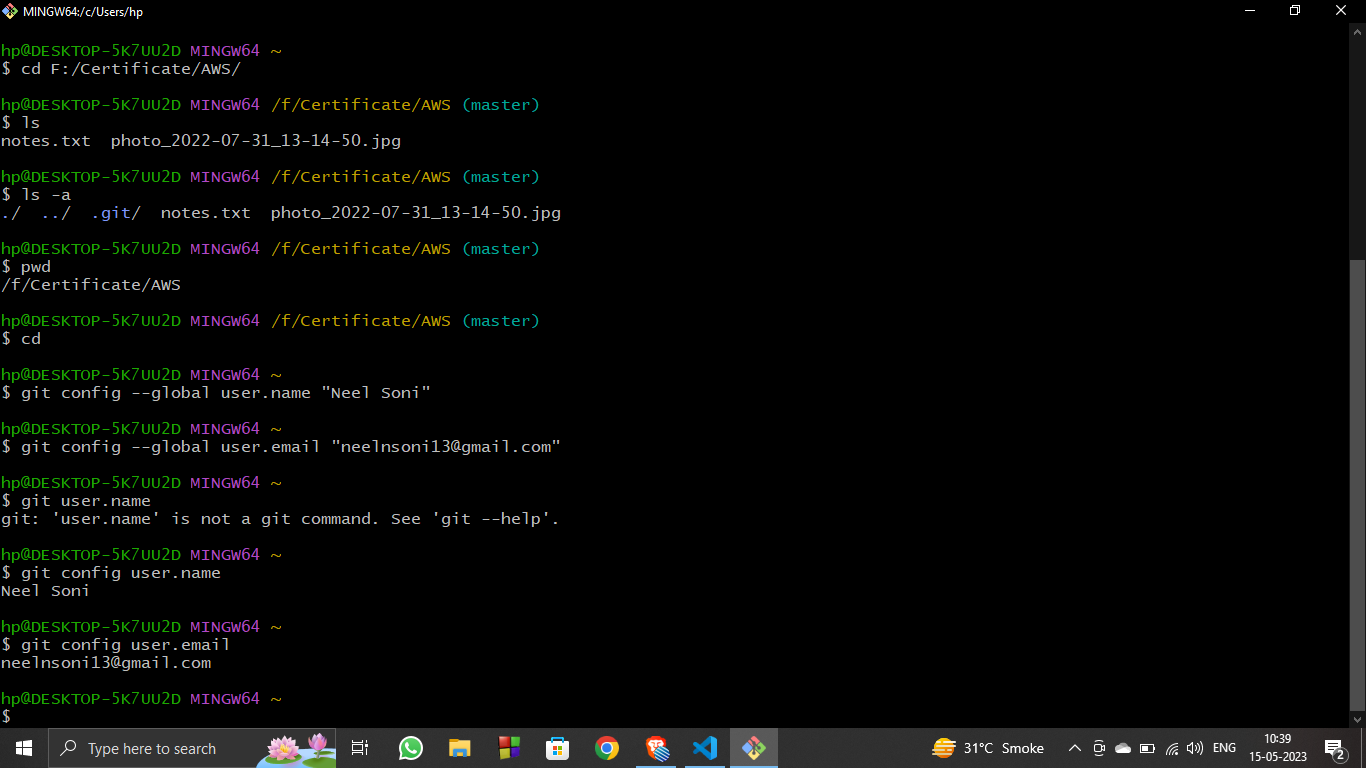 MINGW64:/c/Users/hp
hp@DESKTOP-5K7UU2D MINGW64 ~
$ cd F:/Certificate/AWS/
hp@DESKTOP-5K7UU2D MINGW64 /f/Certificate/AWS (master)
$ ls
notes.txt  photo_2022-07-31_13-14-50.jpg
hp@DESKTOP-5K7UU2D MINGW64 /f/Certificate/AWS (master)
$ ls -a
./  ../  .git/  notes.txt  photo_2022-07-31_13-14-50.jpg
hp@DESKTOP-5K7UU2D MINGW64 /f/Certificate/AWS (master)
$ pwd
/f/Certificate/AWS
hp@DESKTOP-5K7UU2D MINGW64 /f/Certificate/AWS (master)
$ cd
hp@DESKTOP-5K7UU2D MINGW64 ~
$ git config --global user.name "Neel Soni"
hp@DESKTOP-5K7UU2D MINGW64 ~
$ git config --global user.email "neelnsoni13@gmail.com"
hp@DESKTOP-5K7UU2D MINGW64 ~
$ git user.name
git: 'user.name' is not a git command. See 'git --help'.
hp@DESKTOP-5K7UU2D MINGW64 ~
$ git config user.name
Neel Soni
hp@DESKTOP-5K7UU2D MINGW64 ~
$ git config user.email
neelnsoni13@gmail.com
hp@DESKTOP-5K7UU2D MINGW64 ~
$
Type here to search
31°C Smoke
ENG
10:39
15-05-2023
2